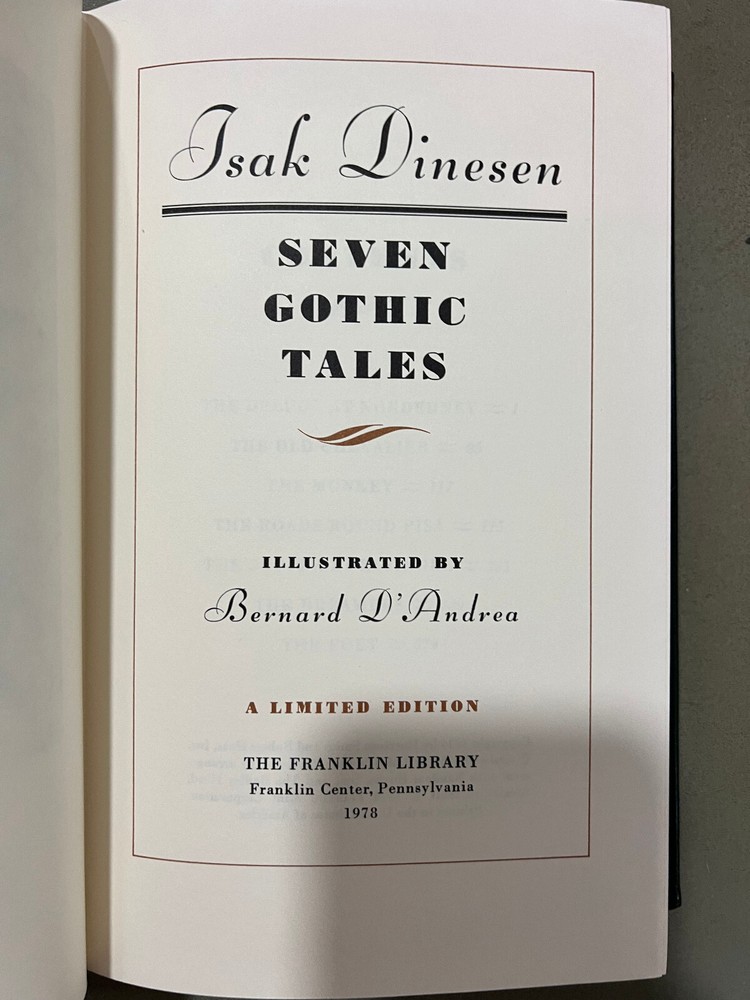 Isak Dinesen
SEVEN
GOTHIC
TALES
ILLUSTRATED BY
Bernard D'Andrea
A LIMITED EDITION
THE FRANKLIN LIBRARY
Franklin Center, Pennsylvania
1978